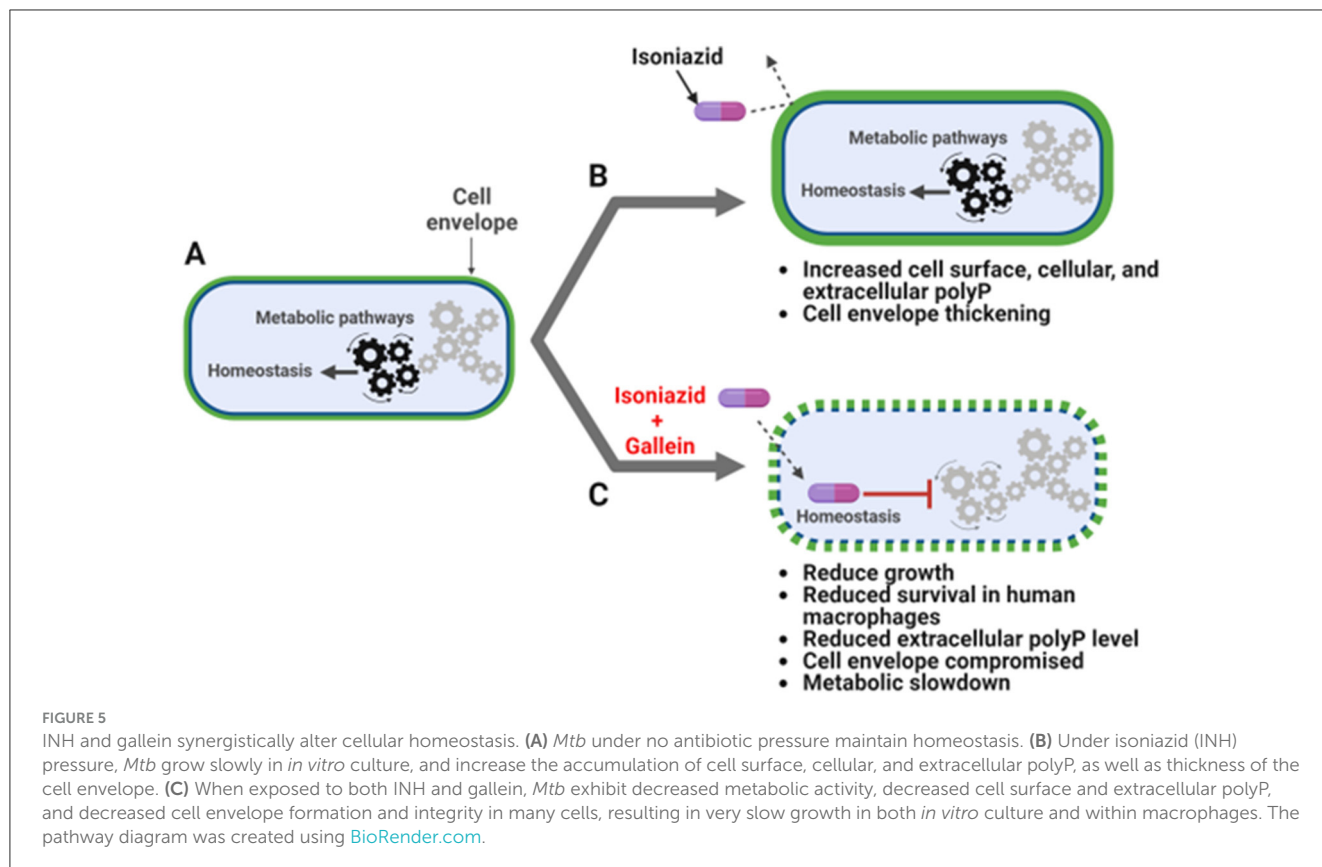 Isoniazid
B
Metabolic pathways
Homeostasis
Cell
envelope
A
Metabolic pathways
Homeostasis
• Increased cell surface, cellular, and
extracellular polyP
• Cell envelope thickening
Isoniazid
+
Gallein
C
Homeostasis
• Reduce growth
• Reduced survival in human
macrophages
• Reduced extracellular polyP level
• Cell envelope compromised
• Metabolic slowdown
FIGURE 5
INH and gallein synergistically alter cellular homeostasis. (A) Mtb under no antibiotic pressure maintain homeostasis. (B) Under isoniazid (INH)
pressure, Mtb grow slowly in in vitro culture, and increase the accumulation of cell surface, cellular, and extracellular polyP, as well as thickness of the
cell envelope. (C) When exposed to both INH and gallein, Mtb exhibit decreased metabolic activity, decreased cell surface and extracellular polyP,
and decreased cell envelope formation and integrity in many cells, resulting in very slow growth in both in vitro culture and within macrophages. The
pathway diagram was created using BioRender.com.